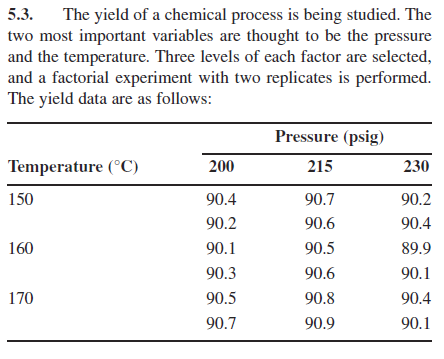 5.3. The yield of a chemical process is being studied. The
two most important variables are thought to be the pressure
and the temperature. Three levels of each factor are selected,
and a factorial experiment with two replicates is performed.
The yield data are as follows:
Pressure (psig)
Temperature (°C) 200 215 230
150 90.4 90.7 90.2
90.2 90.6 90.4
160 90.1 90.5 89.9
90.3 90.6 90.1
170 90.5 90.8 90.4
90.7 90.9 90.1